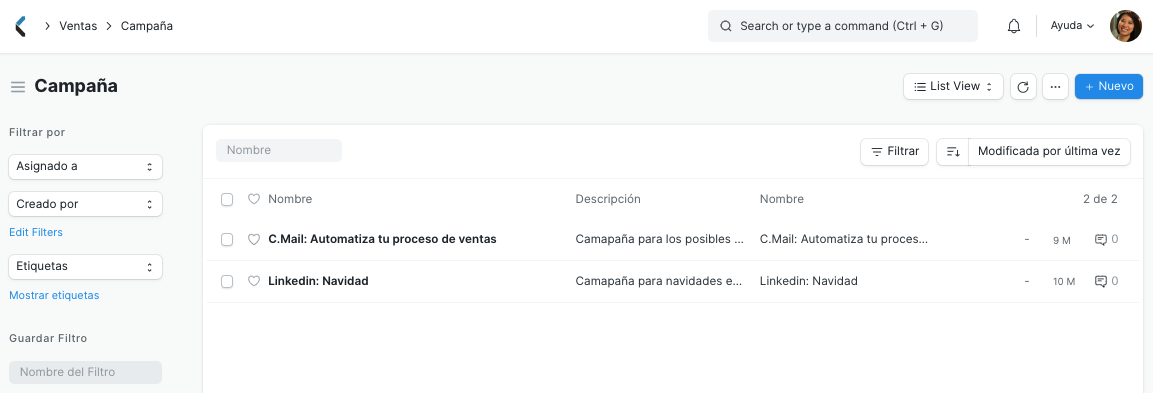 Ventas Campaña
Search or type a command (Ctrl + G)
Ayuda
Campaña
List View
Nuevo
Filtrar por
Asignado a
Creado por
Edit Filters
Etiquetas
Mostrar etiquetas
Guardar Filtro
Nombre del Filtro
Nombre
Filtrar
Modificada por última vez
Nombre Descripción Nombre 2 de 2
C.Mail: Automatiza tu proceso de ventas Camapaña para los posibles ... C.Mail: Automatiza tu proces... - 9 M 0
Linkedin: Navidad Camapaña para navidades e... Linkedin: Navidad - 10 M 0